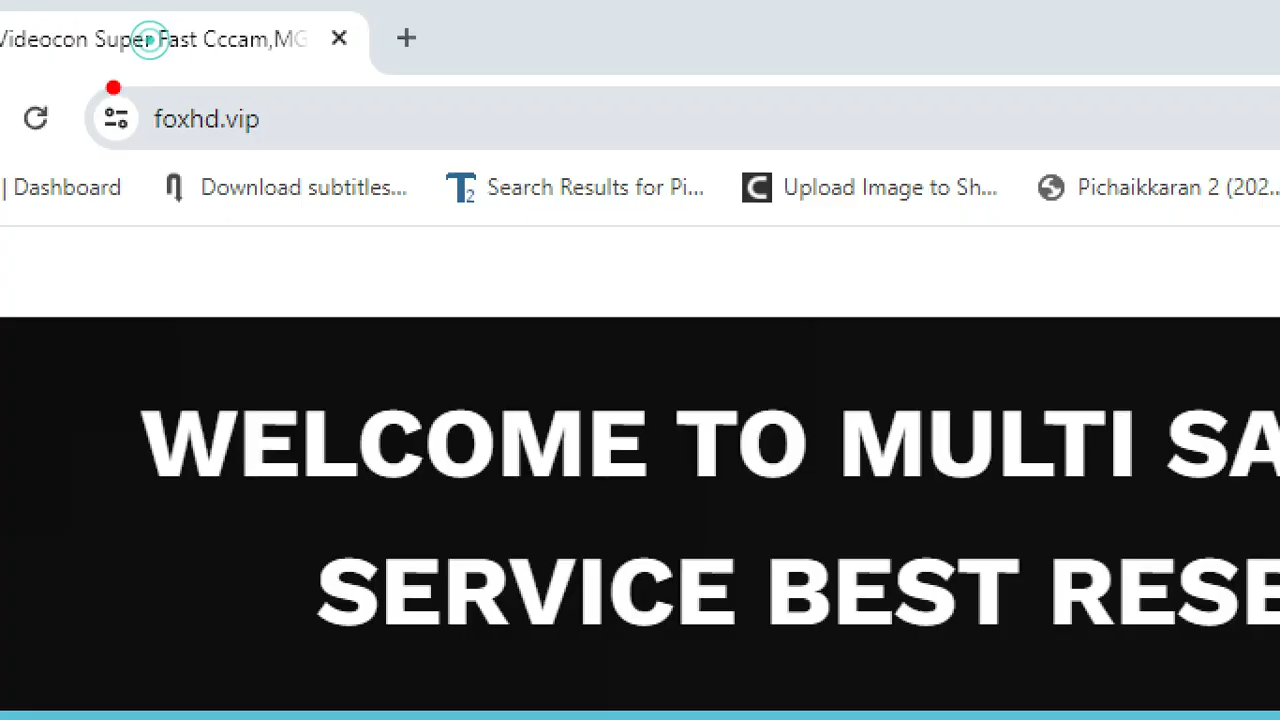 Videocon Super Fast Cccam,MG
foxhd.vip
| Dashboard Download subtitles... Search Results for Pi... Upload Image to Sh... Pichaikkaran 2 (202...
WELCOME TO MULTI SA
SERVICE BEST RESE